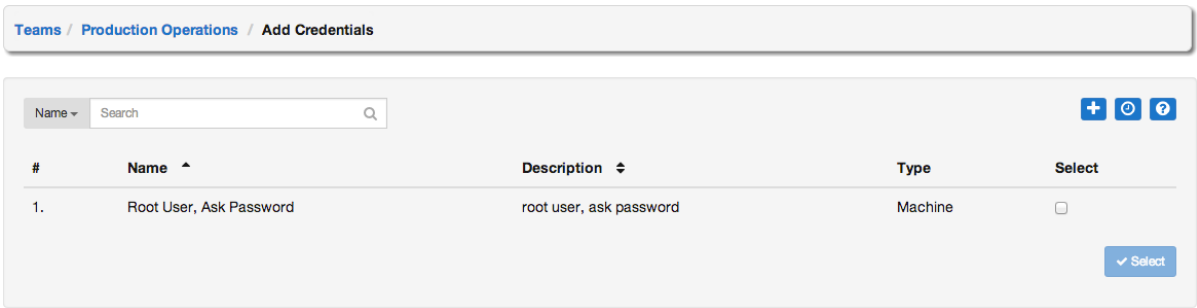 Teams / Production Operations / Add Credentials
Name Search
# Name Description Type Select
1. Root User, Ask Password root user, ask password Machine
Select